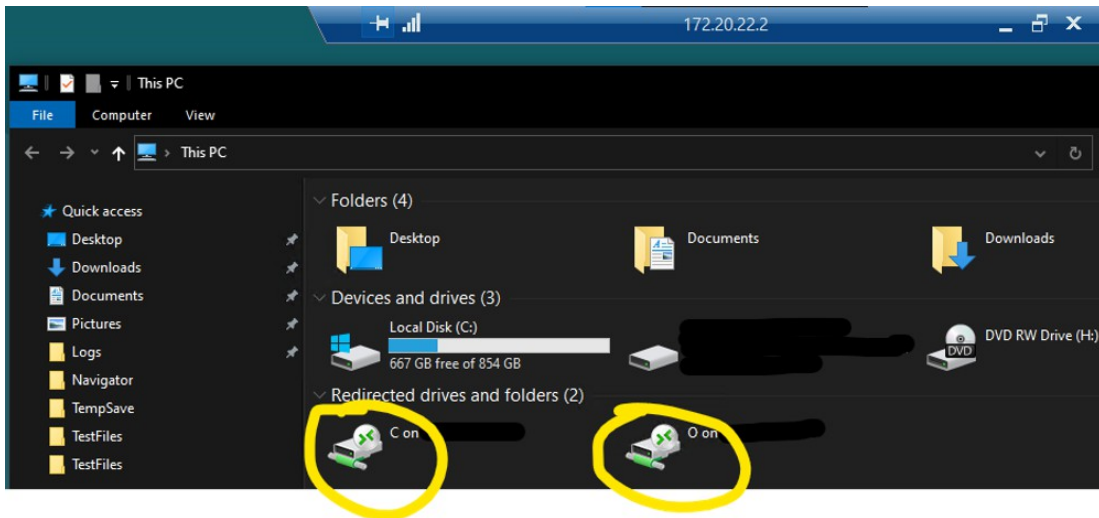 172.20.22.2
This PC
File Computer View
This PC
Quick access
Desktop
Downloads
Documents
Pictures
Logs
Navigator
TempSave
TestFiles
TestFiles
Folders (4)
Desktop Documents Downloads
Devices and drives (3)
Local Disk (C:)
667 GB free of 854 GB
DVD
DVD RW Drive (H:)
Redirected drives and folders (2)
C on O on